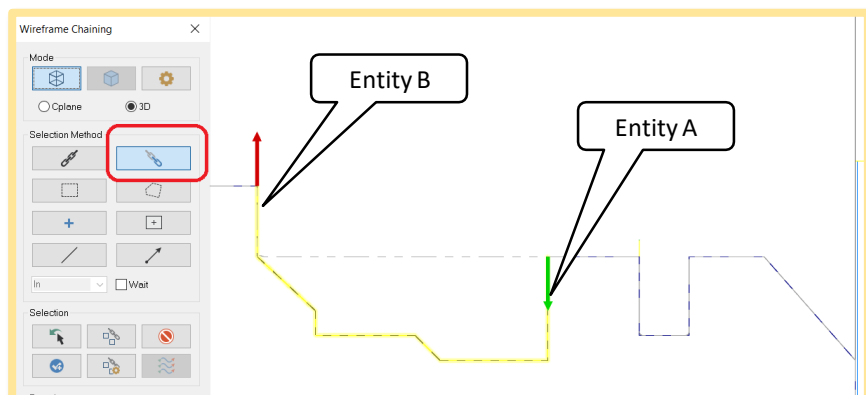 Wireframe Chaining
Mode
Cplane
3D
Selection Method
In
Wait
Selection
Entity B
Entity A